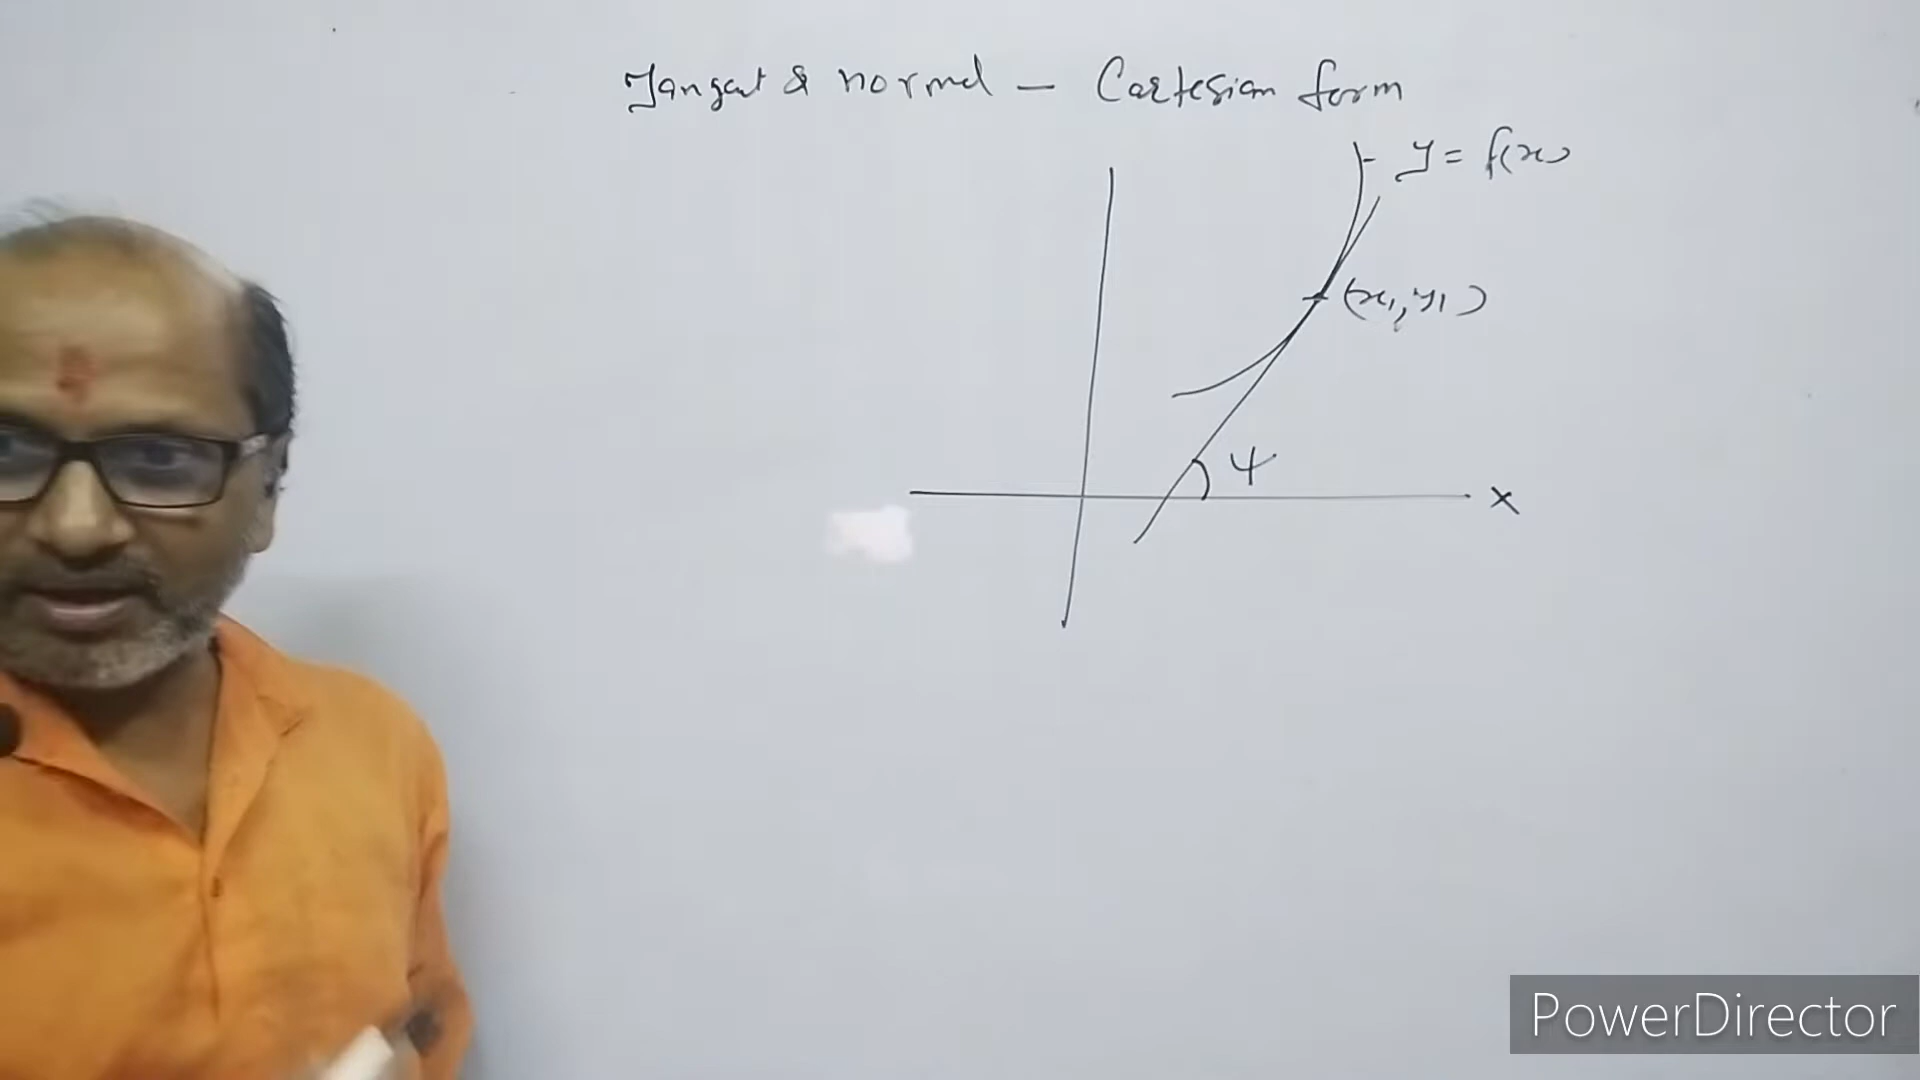 Tangent & normal — Cartesian form
y = f(x)
(x1, y1)
ψ
x
PowerDirector